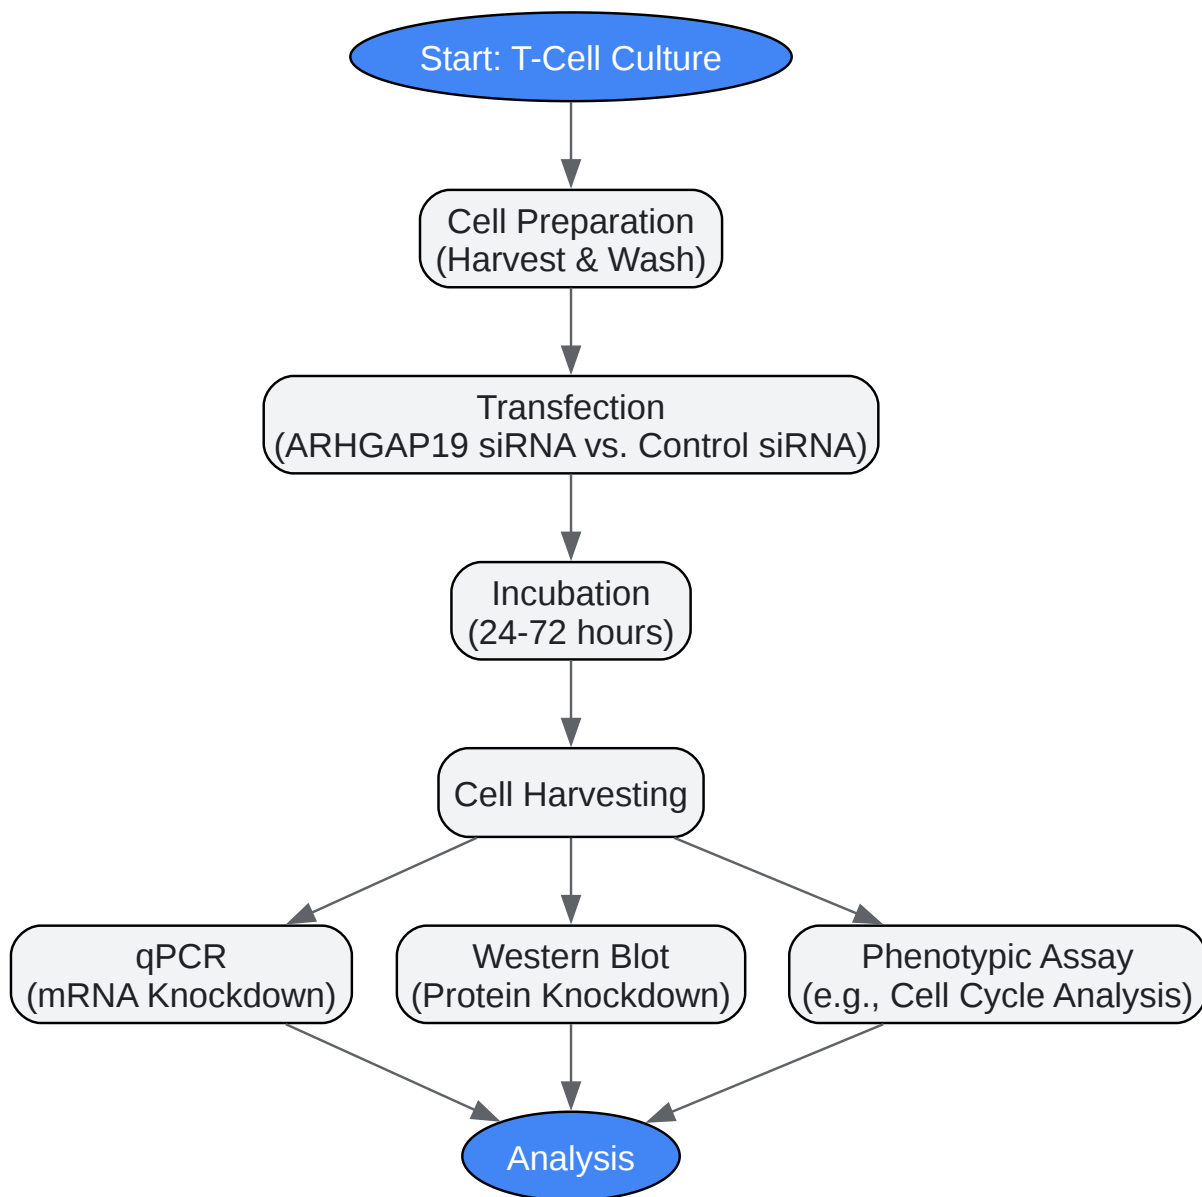 Start: T-Cell Culture
Cell Preparation
(Harvest & Wash)
Transfection
(ARHGAP19 siRNA vs. Control siRNA)
Incubation
(24-72 hours)
Cell Harvesting
qPCR
(mRNA Knockdown)
Western Blot
(Protein Knockdown)
Phenotypic Assay
(e.g., Cell Cycle Analysis)
Analysis